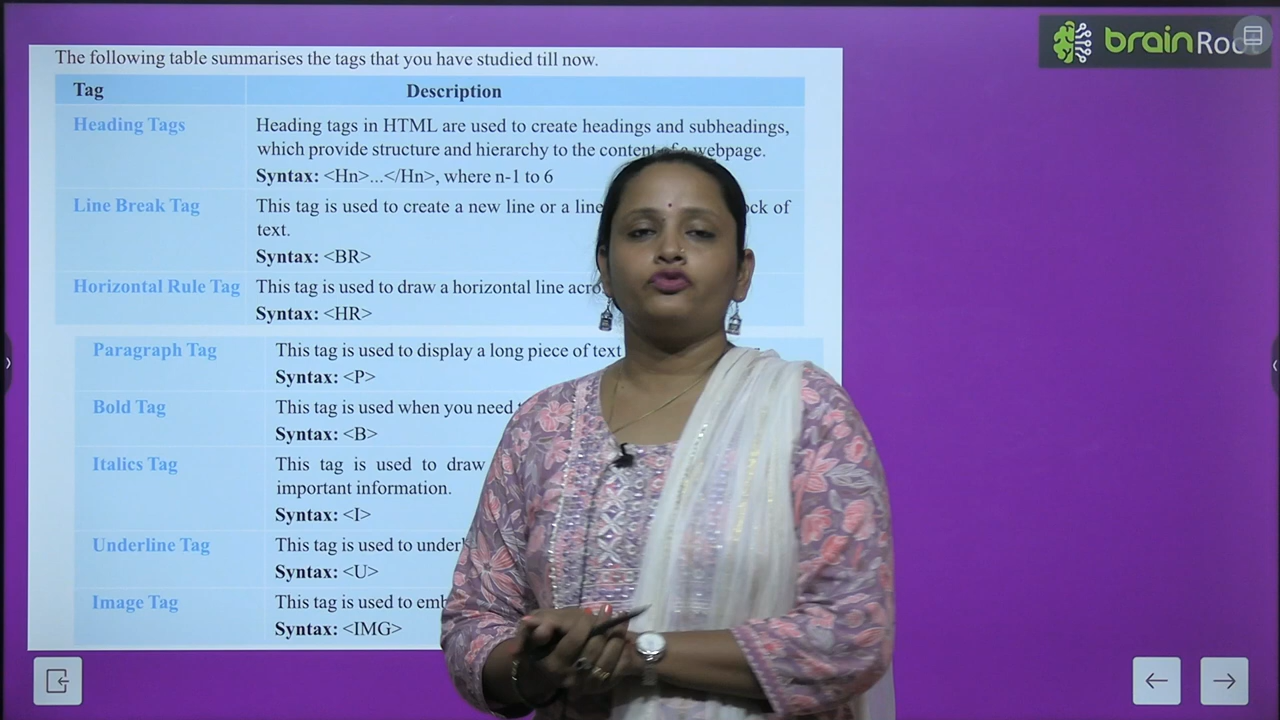 brainRoot
The following table summarises the tags that you have studied till now.
Tag Description
Heading Tags Heading tags in HTML are used to create headings and subheadings,
which provide structure and hierarchy to the content of a webpage.
Syntax: <Hn>...</Hn>, where n-1 to 6
Line Break Tag This tag is used to create a new line or a line ock of
text.
Syntax: <BR>
Horizontal Rule Tag This tag is used to draw a horizontal line
Syntax: <HR>
Paragraph Tag This tag is used to display a long piece of text
Syntax: <P>
Bold Tag This tag is used when you need
Syntax: <B>
Italics Tag This tag is used to draw
important information.
Syntax: <I>
Underline Tag This tag is used to
Syntax: <U>
Image Tag This tag is used to
Syntax: <IMG>